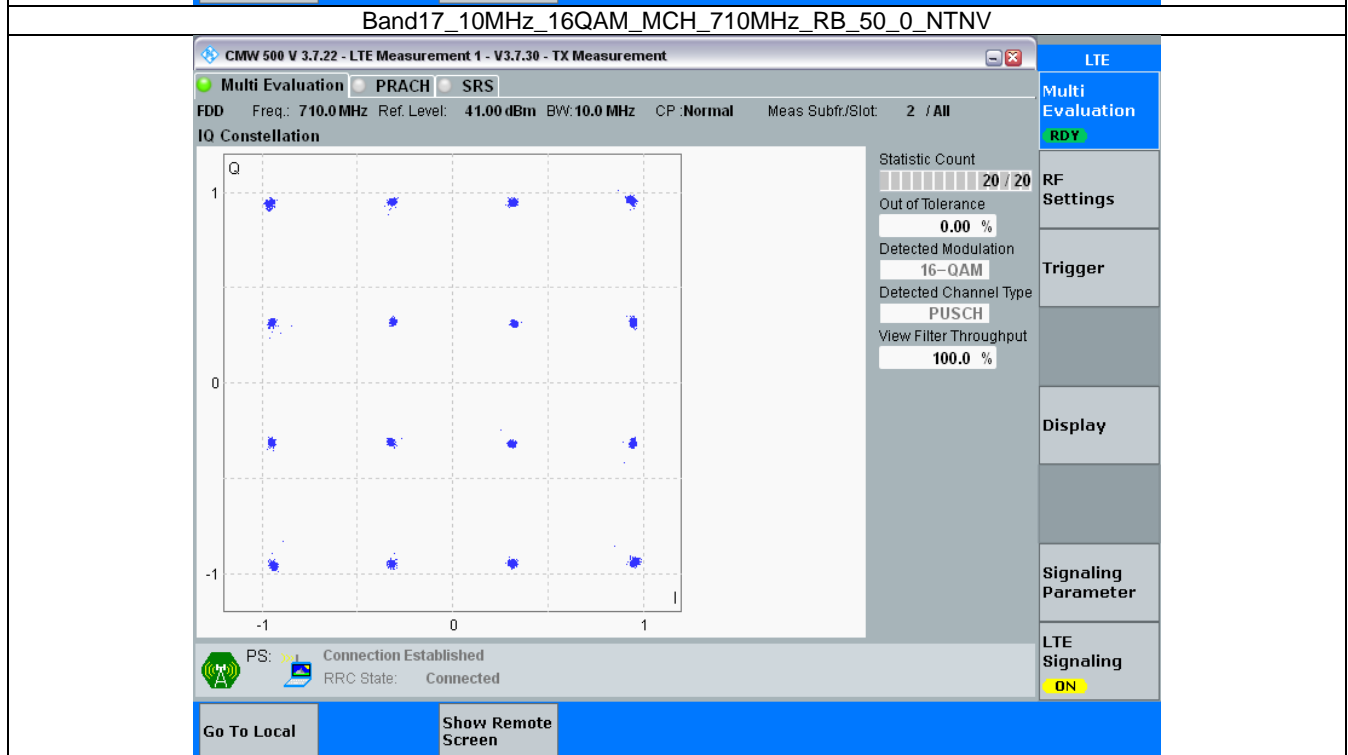 Band17_10MHz_16QAM_MCH_710MHz_RB_50_0_NTNV
CMW 500 V 3.7.22 - LTE Measurement 1 - V3.7.30 - TX Measurement
LTE
Multi Evaluation PRACH SRS
Multi
Evaluation
RDY
FDD Freq.: 710.0 MHz Ref. Level: 41.00 dBm BW: 10.0 MHz CP :Normal Meas Subfr./Slot: 2 / All
IQ Constellation
Q
1
0
-1
I
-1 0 1
Statistic Count
20 / 20
Out of Tolerance
0.00 %
Detected Modulation
16-QAM
Detected Channel Type
PUSCH
View Filter Throughput
100.0 %
RF
Settings
Trigger
Display
Signaling
Parameter
LTE
Signaling
ON
PS: Connection Established
RRC State: Connected
Go To Local
Show Remote
Screen